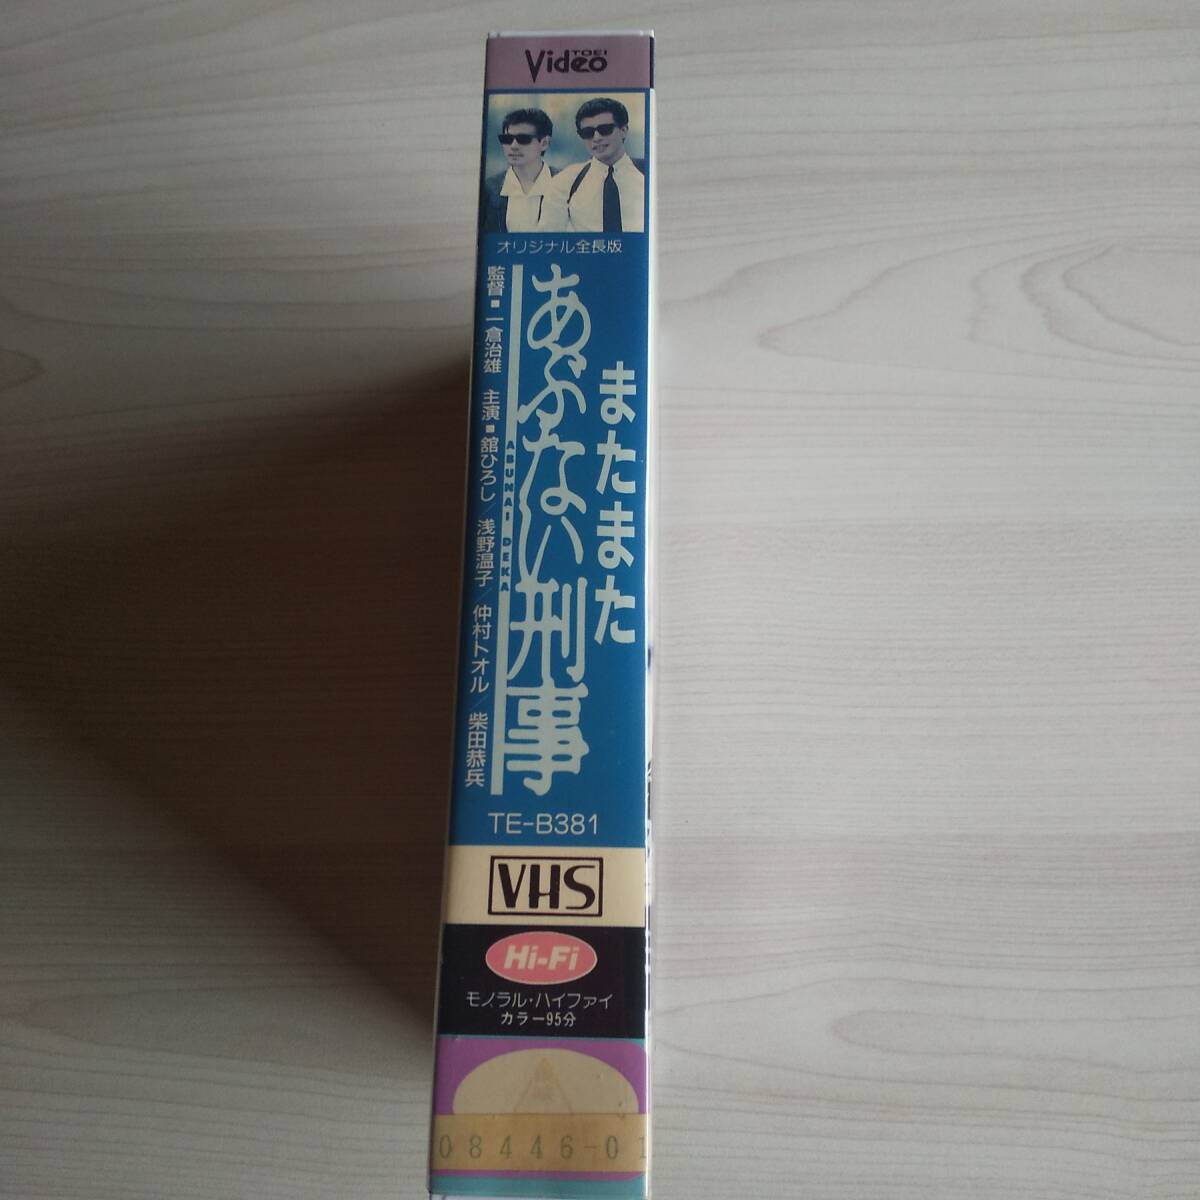 TOEI
Video
オリジナル全長版
またまた
あぶない刑事
ABUNAI DEKA
監督■一倉治雄 主演■舘ひろし/浅野温子/仲村トオル/柴田恭兵
TE-B381
VHS
Hi-Fi
モノラル・ハイファイ
カラー95分
08446-01